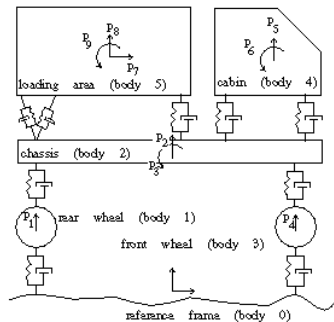 P8
P9
P7
P5
P6
loading area (body 5)
cabin (body 4)
P2
chassis (body 2)
P3
P1
rear wheel (body 1)
P4
front wheel (body 3)
reference frame (body 0)